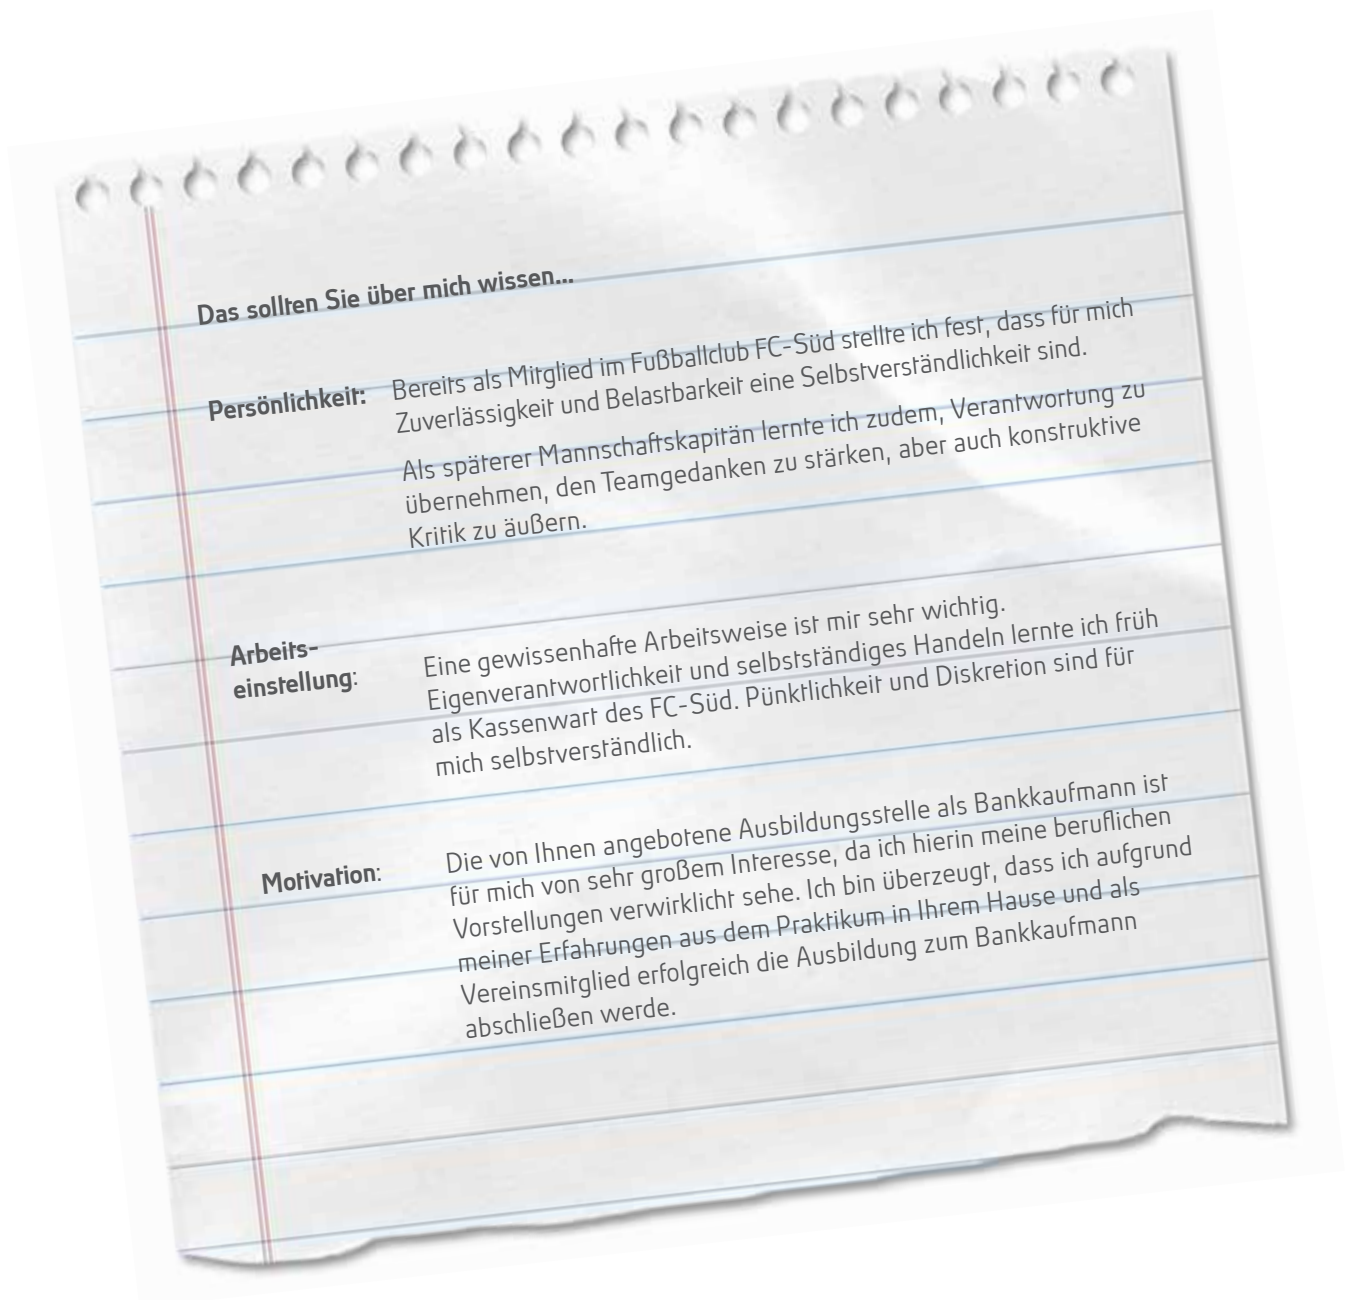 Das sollten Sie über mich wissen...
Persönlichkeit: Bereits als Mitglied im Fußballclub FC-Süd stellte ich fest, dass für mich
Zuverlässigkeit und Belastbarkeit eine Selbstverständlichkeit sind.
Als späterer Mannschaftskapitän lernte ich zudem, Verantwortung zu
übernehmen, den Teamgedanken zu stärken, aber auch konstruktive
Kritik zu äußern.
Arbeits-
einstellung:
Eine gewissenhafte Arbeitsweise ist mir sehr wichtig.
Eigenverantwortlichkeit und selbstständiges Handeln lernte ich früh
als Kassenwart des FC-Süd. Pünktlichkeit und Diskretion sind für
mich selbstverständlich.
Motivation: Die von Ihnen angebotene Ausbildungsstelle als Bankkaufmann ist
für mich von sehr großem Interesse, da ich hierin meine beruflichen
Vorstellungen verwirklicht sehe. Ich bin überzeugt, dass ich aufgrund
meiner Erfahrungen aus dem Praktikum in Ihrem Hause und als
Vereinsmitglied erfolgreich die Ausbildung zum Bankkaufmann
abschließen werde.